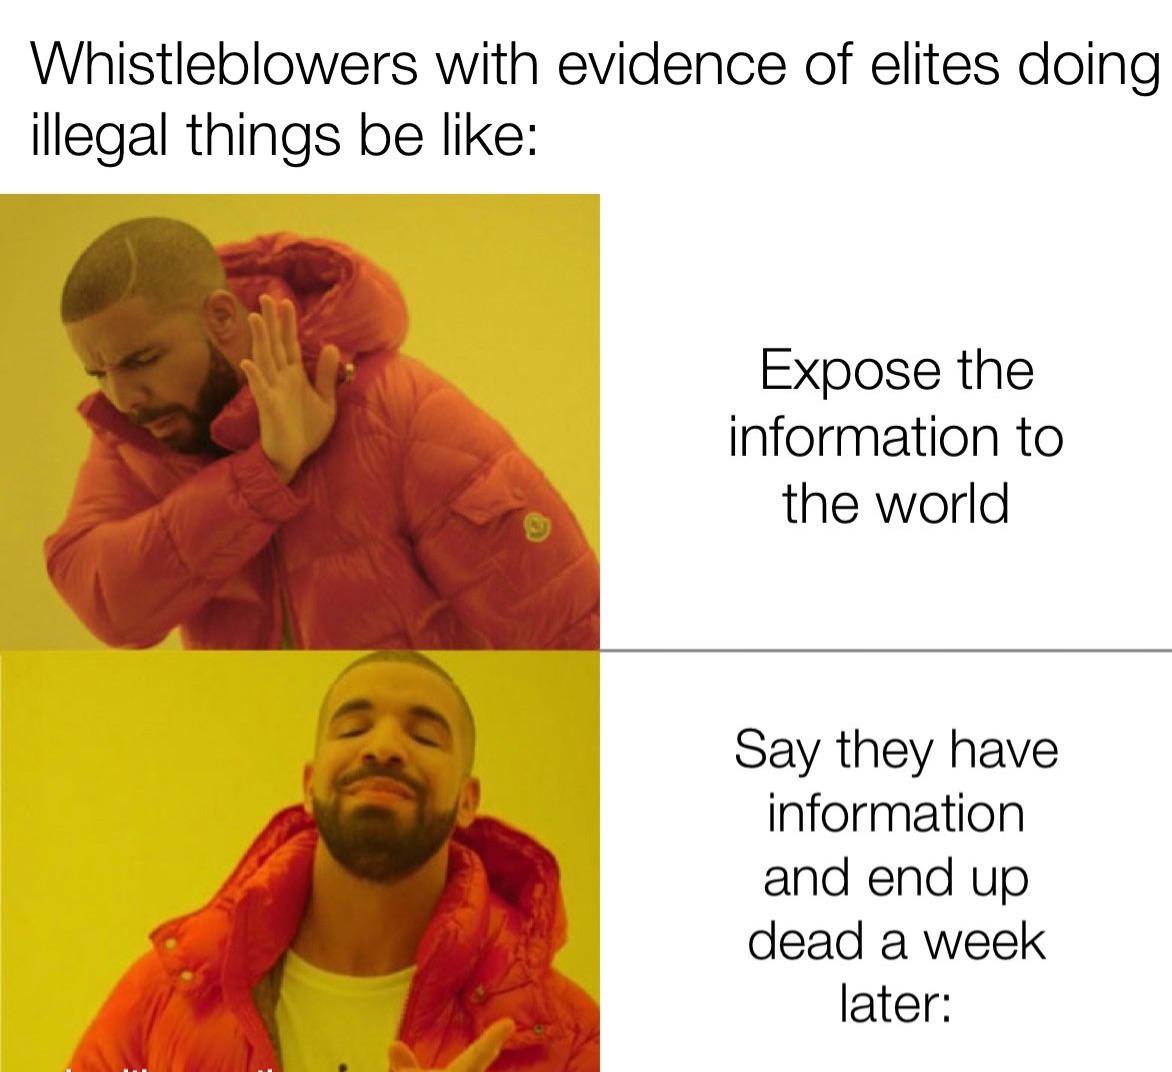 Whistleblowers with evidence of elites doing
illegal things be like:
Expose the
information to
the world
Say they have
information
and end up
dead a week
later: